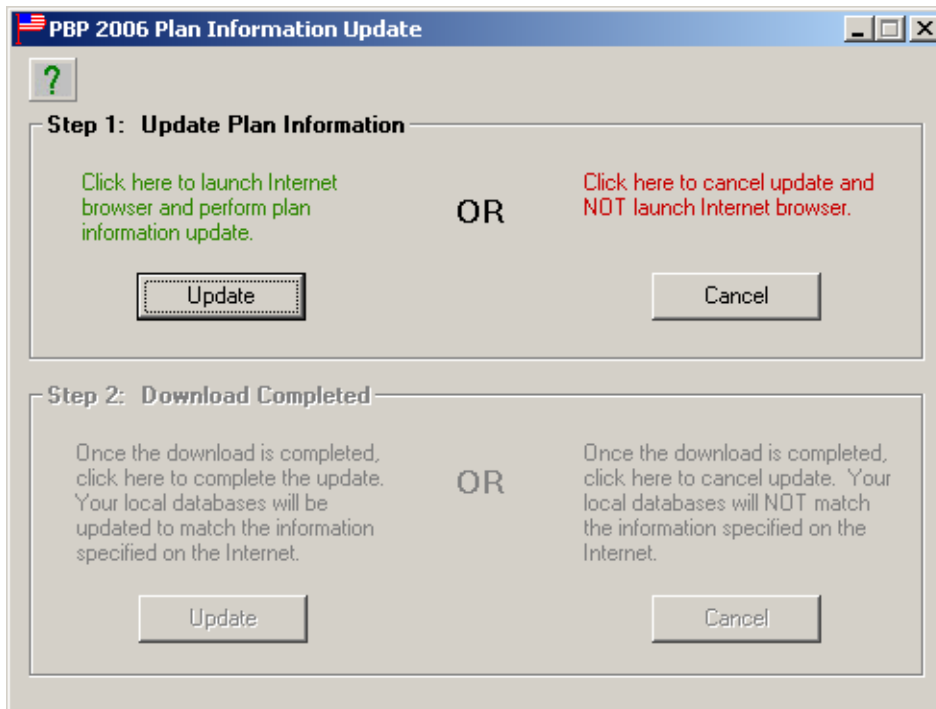 PBP 2006 Plan Information Update
?
Step 1: Update Plan Information
Click here to launch Internet
browser and perform plan
information update.
OR
Click here to cancel update and
NOT launch Internet browser.
Update
Cancel
Step 2: Download Completed
Once the download is completed,
click here to complete the update.
Your local databases will be
updated to match the information
specified on the Internet.
OR
Once the download is completed,
click here to cancel update. Your
local databases will NOT match
the information specified on the
Internet.
Update
Cancel